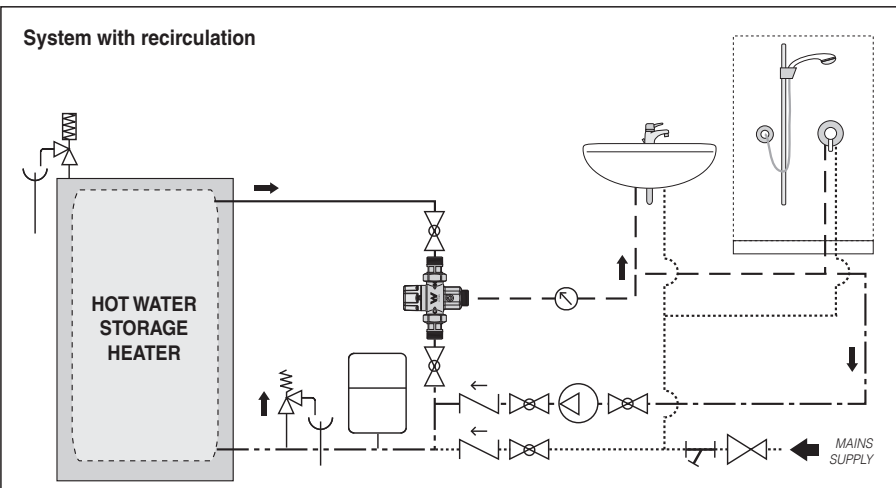 System with recirculation
HOT WATER
STORAGE
HEATER
MAINS
SUPPLY